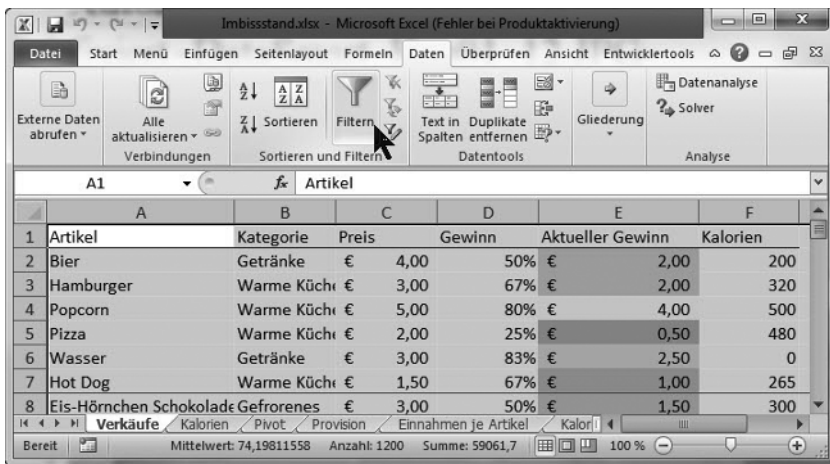 Imbissstand.xlsx - Microsoft Excel (Fehler bei Produktaktivierung)
Datei Start Menü Einfügen Seitenlayout Formeln Daten Überprüfen Ansicht Entwicklertools
Externe Daten abrufen
Alle aktualisieren
Verbindungen
Sortieren
Filtern
Sortieren und Filtern
Text in Spalten
Duplikate entfernen
Datentools
Gliederung
Datenanalyse
Solver
Analyse
A1 fx Artikel
A B C D E F
1 Artikel Kategorie Preis Gewinn Aktueller Gewinn Kalorien
2 Bier Getränke € 4,00 50% € 2,00 200
3 Hamburger Warme Küche € 3,00 67% € 2,00 320
4 Popcorn Warme Küche € 5,00 80% € 4,00 500
5 Pizza Warme Küche € 2,00 25% € 0,50 480
6 Wasser Getränke € 3,00 83% € 2,50 0
7 Hot Dog Warme Küche € 1,50 67% € 1,00 265
8 Eis-Hörnchen Schokolade Gefrorenes € 3,00 50% € 1,50 300
Verkäufe Kalorien Pivot Provision Einnahmen je Artikel Kalor
Bereit Mittelwert: 74,19811558 Anzahl: 1200 Summe: 59061,7 100 %